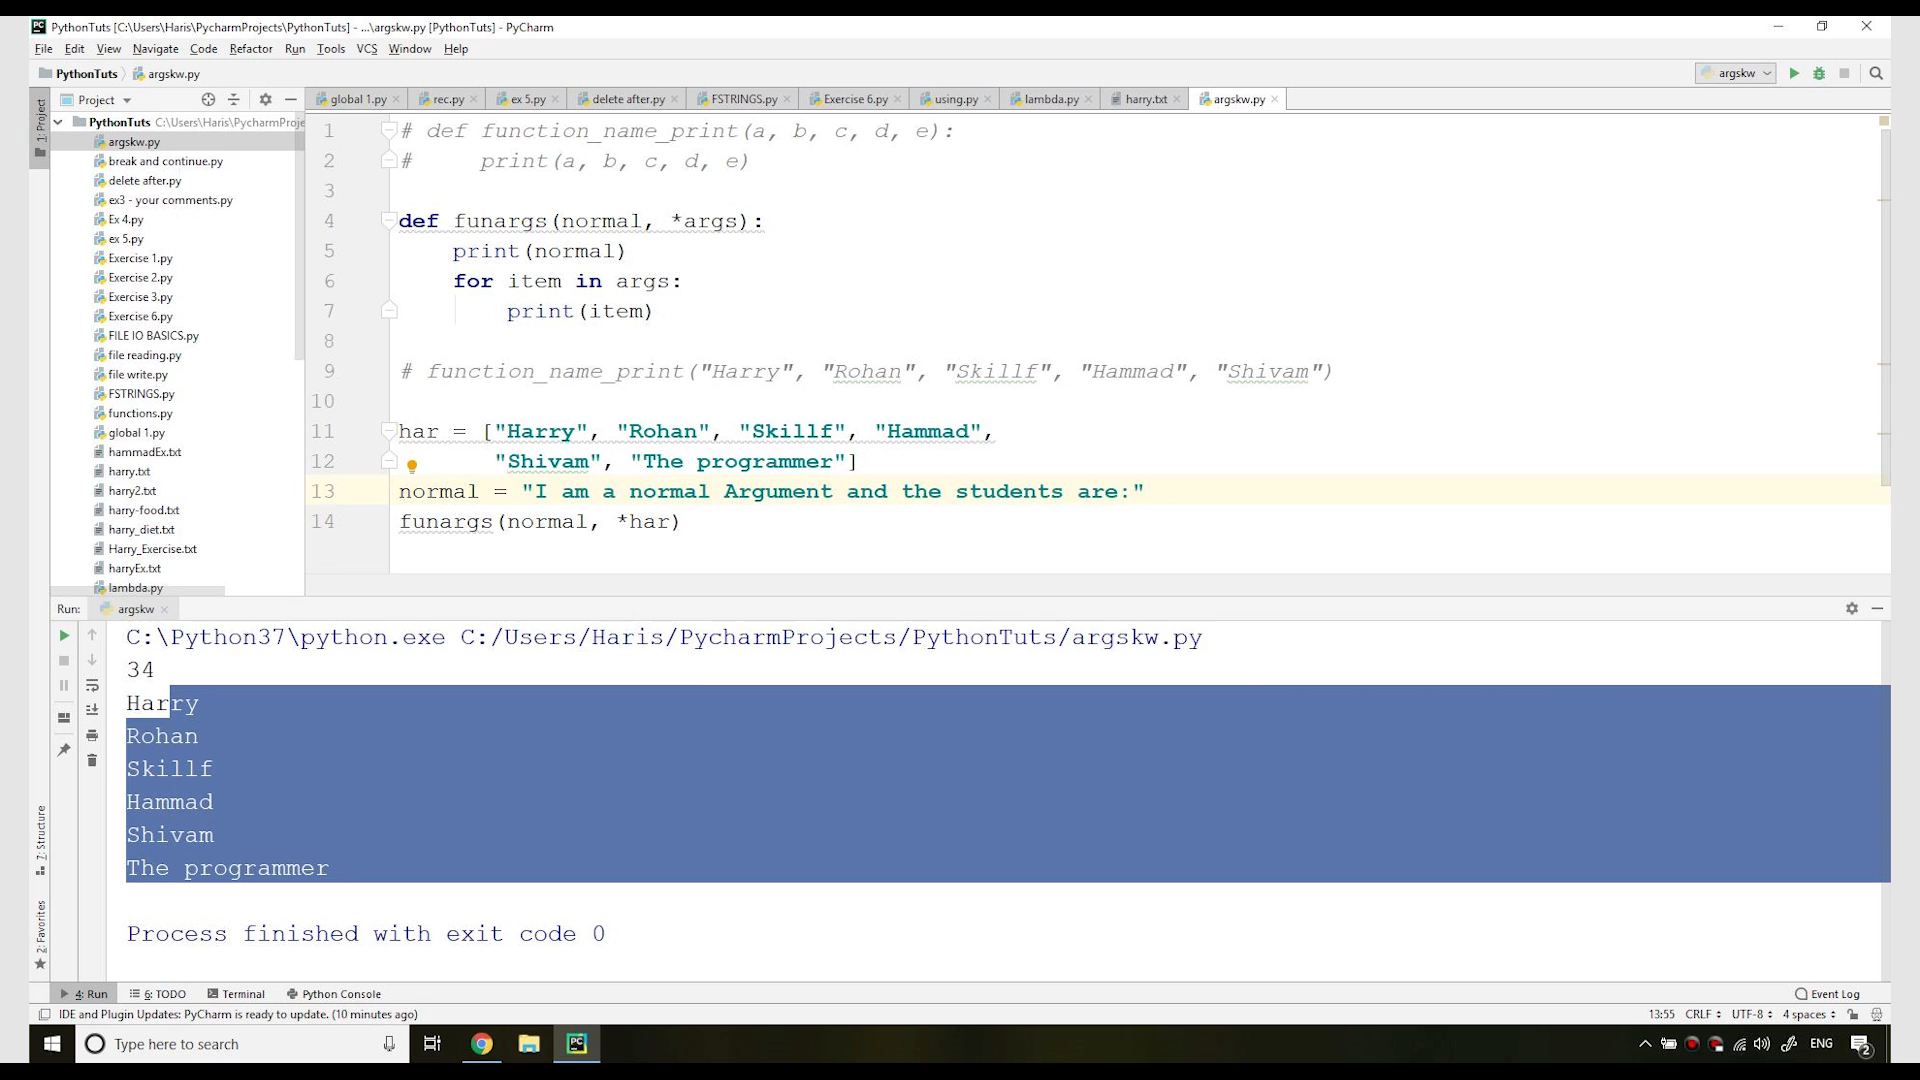 PythonTuts [C:\Users\Haris\PycharmProjects\PythonTuts] - ...\argskw.py [PythonTuts] - PyCharm
File Edit View Navigate Code Refactor Run Tools VCS Window Help
PythonTuts argskw.py argskw
1: Project
Project
global 1.py rec.py ex 5.py delete after.py FSTRINGS.py Exercise 6.py using.py lambda.py harry.txt argskw.py
PythonTuts C:\Users\Haris\PycharmProje
argskw.py
break and continue.py
delete after.py
ex3 - your comments.py
Ex 4.py
ex 5.py
Exercise 1.py
Exercise 2.py
Exercise 3.py
Exercise 6.py
FILE IO BASICS.py
file reading.py
file write.py
FSTRINGS.py
functions.py
global 1.py
hammadEx.txt
harry.txt
harry2.txt
harry-food.txt
harry_diet.txt
Harry_Exercise.txt
harryEx.txt
lambda.py
1 # def function_name_print(a, b, c, d, e):
2 #     print(a, b, c, d, e)
3
4 def funargs(normal, *args):
5     print(normal)
6     for item in args:
7         print(item)
8
9 # function_name_print("Harry", "Rohan", "Skillf", "Hammad", "Shivam")
10
11 har = ["Harry", "Rohan", "Skillf", "Hammad",
12        "Shivam", "The programmer"]
13 normal = "I am a normal Argument and the students are:"
14 funargs(normal, *har)
Run: argskw
C:\Python37\python.exe C:/Users/Haris/PycharmProjects/PythonTuts/argskw.py
34
Harry
Rohan
Skillf
Hammad
Shivam
The programmer
Process finished with exit code 0
7: Structure
2: Favorites
4: Run 6: TODO Terminal Python Console Event Log
IDE and Plugin Updates: PyCharm is ready to update. (10 minutes ago) 13:55 CRLF UTF-8 4 spaces
Type here to search ENG 2